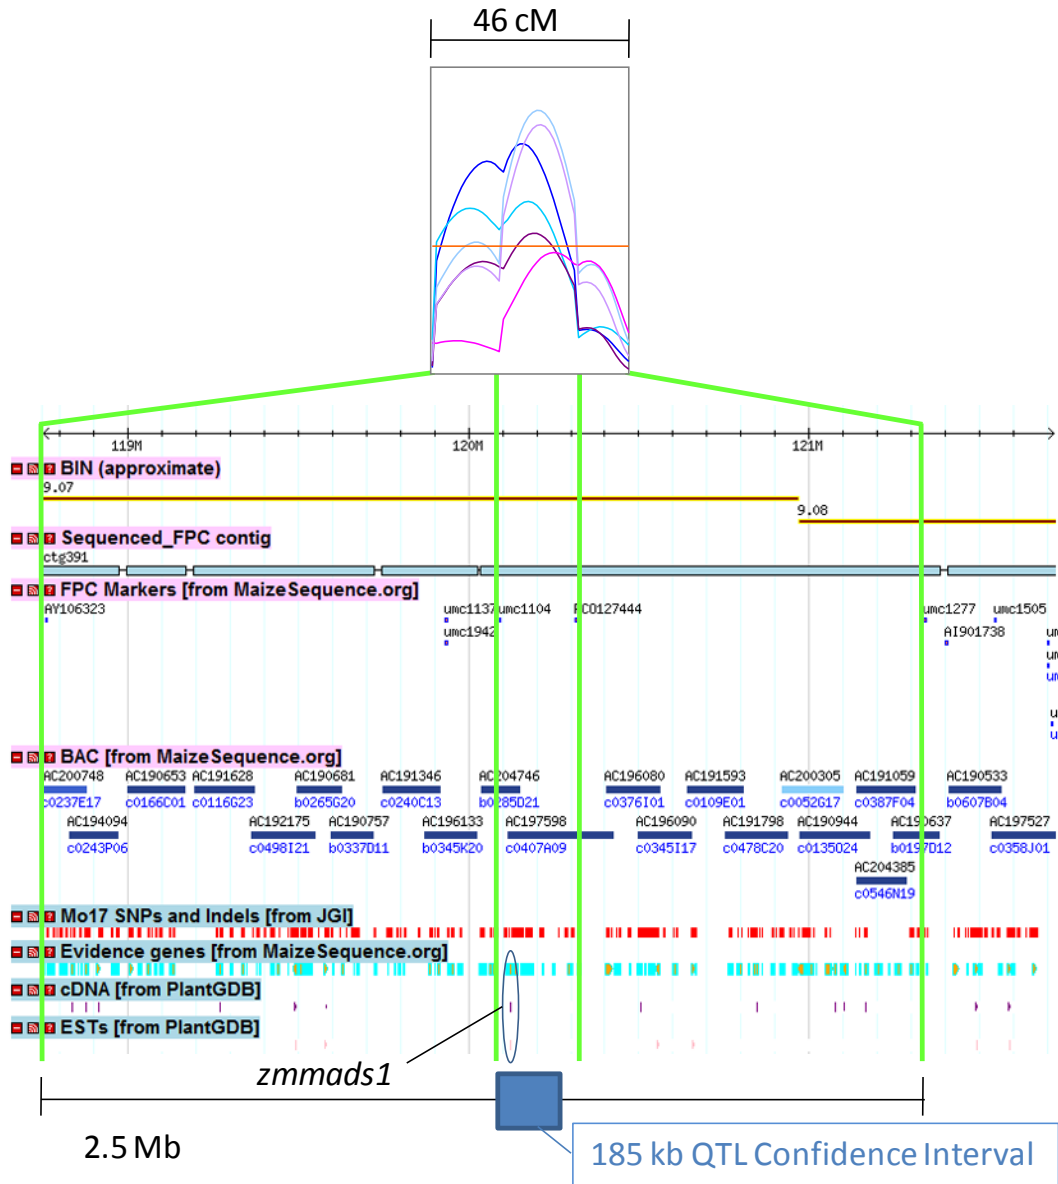 46 cM
119M 120M 121M
BIN (approximate)
9.07
9.08
Sequenced_FPC contig
ctg391
FPC Markers [from MaizeSequence.org]
AY106323 umc1137 umc1104 PCO127444 umc1277 umc1505
umc1942 AI901738 um
um
um
u
u
BAC [from MaizeSequence.org]
AC200748 AC190653 AC191628 AC190681 AC191346 AC204746 AC196080 AC191593 AC200305 AC191059 AC190533
c0237E17 c0166C01 c0116G23 b0265G20 c0240C13 b0285D21 c0376I01 c0109E01 c0052G17 c0387F04 b0607B04
AC194094 AC192175 AC190757 AC196133 AC197598 AC196090 AC191798 AC190944 AC190637 AC197527
c0243P06 c0498I21 b0337D11 b0345K20 c0407A09 c0345I17 c0478C20 c0135O24 b0197D12 c0358J01
AC204385
c0546N19
Mo17 SNPs and Indels [from JGI]
Evidence genes [from MaizeSequence.org]
cDNA [from PlantGDB]
ESTs [from PlantGDB]
zmmads1
2.5 Mb
185 kb QTL Confidence Interval